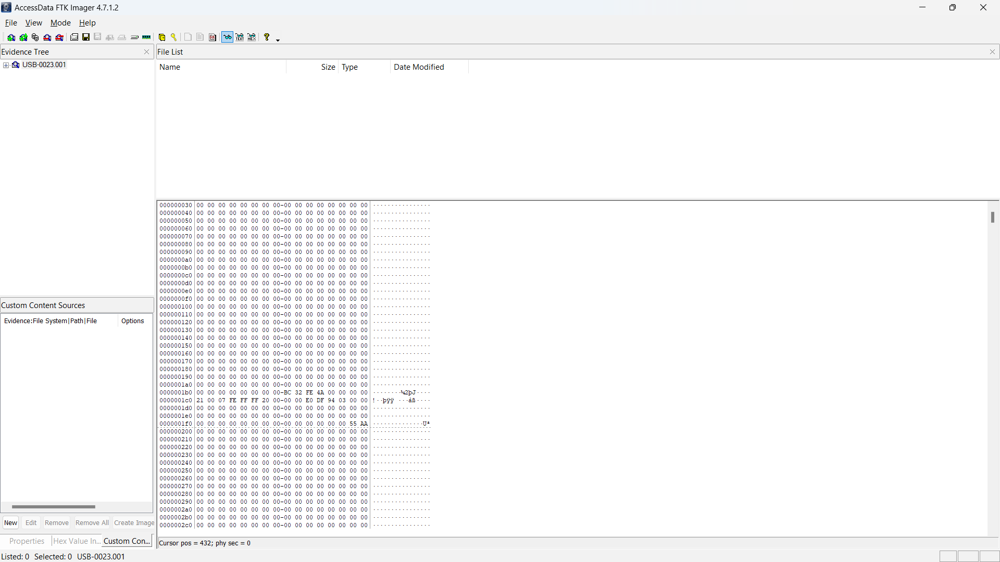 AccessData FTK Imager 4.7.1.2
File View Mode Help
Evidence Tree
USB-0023.001
File List
Name Size Type Date Modified
000000030 00 00 00 00 00 00 00 00-00 00 00 00 00 00 00 00 ················
000000040 00 00 00 00 00 00 00 00-00 00 00 00 00 00 00 00 ················
000000050 00 00 00 00 00 00 00 00-00 00 00 00 00 00 00 00 ················
000000060 00 00 00 00 00 00 00 00-00 00 00 00 00 00 00 00 ················
000000070 00 00 00 00 00 00 00 00-00 00 00 00 00 00 00 00 ················
000000080 00 00 00 00 00 00 00 00-00 00 00 00 00 00 00 00 ················
000000090 00 00 00 00 00 00 00 00-00 00 00 00 00 00 00 00 ················
0000000a0 00 00 00 00 00 00 00 00-00 00 00 00 00 00 00 00 ················
0000000b0 00 00 00 00 00 00 00 00-00 00 00 00 00 00 00 00 ················
0000000c0 00 00 00 00 00 00 00 00-00 00 00 00 00 00 00 00 ················
0000000d0 00 00 00 00 00 00 00 00-00 00 00 00 00 00 00 00 ················
0000000e0 00 00 00 00 00 00 00 00-00 00 00 00 00 00 00 00 ················
0000000f0 00 00 00 00 00 00 00 00-00 00 00 00 00 00 00 00 ················
000000100 00 00 00 00 00 00 00 00-00 00 00 00 00 00 00 00 ················
000000110 00 00 00 00 00 00 00 00-00 00 00 00 00 00 00 00 ················
000000120 00 00 00 00 00 00 00 00-00 00 00 00 00 00 00 00 ················
000000130 00 00 00 00 00 00 00 00-00 00 00 00 00 00 00 00 ················
000000140 00 00 00 00 00 00 00 00-00 00 00 00 00 00 00 00 ················
000000150 00 00 00 00 00 00 00 00-00 00 00 00 00 00 00 00 ················
000000160 00 00 00 00 00 00 00 00-00 00 00 00 00 00 00 00 ················
000000170 00 00 00 00 00 00 00 00-00 00 00 00 00 00 00 00 ················
000000180 00 00 00 00 00 00 00 00-00 00 00 00 00 00 00 00 ················
000000190 00 00 00 00 00 00 00 00-00 00 00 00 00 00 00 00 ················
0000001a0 00 00 00 00 00 00 00 00-00 00 00 00 00 00 00 00 ················
0000001b0 00 00 00 00 00 00 00 00-BC 32 FE 4A 00 00 00 00 ········¼2þJ····
0000001c0 21 00 07 FE FF FF 20 00-00 00 E0 DF 94 03 00 00 !··þÿÿ ···àß····
0000001d0 00 00 00 00 00 00 00 00-00 00 00 00 00 00 00 00 ················
0000001e0 00 00 00 00 00 00 00 00-00 00 00 00 00 00 00 00 ················
0000001f0 00 00 00 00 00 00 00 00-00 00 00 00 00 00 55 AA ··············Uª
000000200 00 00 00 00 00 00 00 00-00 00 00 00 00 00 00 00 ················
000000210 00 00 00 00 00 00 00 00-00 00 00 00 00 00 00 00 ················
000000220 00 00 00 00 00 00 00 00-00 00 00 00 00 00 00 00 ················
000000230 00 00 00 00 00 00 00 00-00 00 00 00 00 00 00 00 ················
000000240 00 00 00 00 00 00 00 00-00 00 00 00 00 00 00 00 ················
000000250 00 00 00 00 00 00 00 00-00 00 00 00 00 00 00 00 ················
000000260 00 00 00 00 00 00 00 00-00 00 00 00 00 00 00 00 ················
000000270 00 00 00 00 00 00 00 00-00 00 00 00 00 00 00 00 ················
000000280 00 00 00 00 00 00 00 00-00 00 00 00 00 00 00 00 ················
000000290 00 00 00 00 00 00 00 00-00 00 00 00 00 00 00 00 ················
0000002a0 00 00 00 00 00 00 00 00-00 00 00 00 00 00 00 00 ················
0000002b0 00 00 00 00 00 00 00 00-00 00 00 00 00 00 00 00 ················
0000002c0 00 00 00 00 00 00 00 00-00 00 00 00 00 00 00 00 ················
Custom Content Sources
Evidence:File System|Path|File Options
New Edit Remove Remove All Create Image
Properties Hex Value In... Custom Con...
Cursor pos = 432; phy sec = 0
Listed: 0 Selected: 0 USB-0023.001